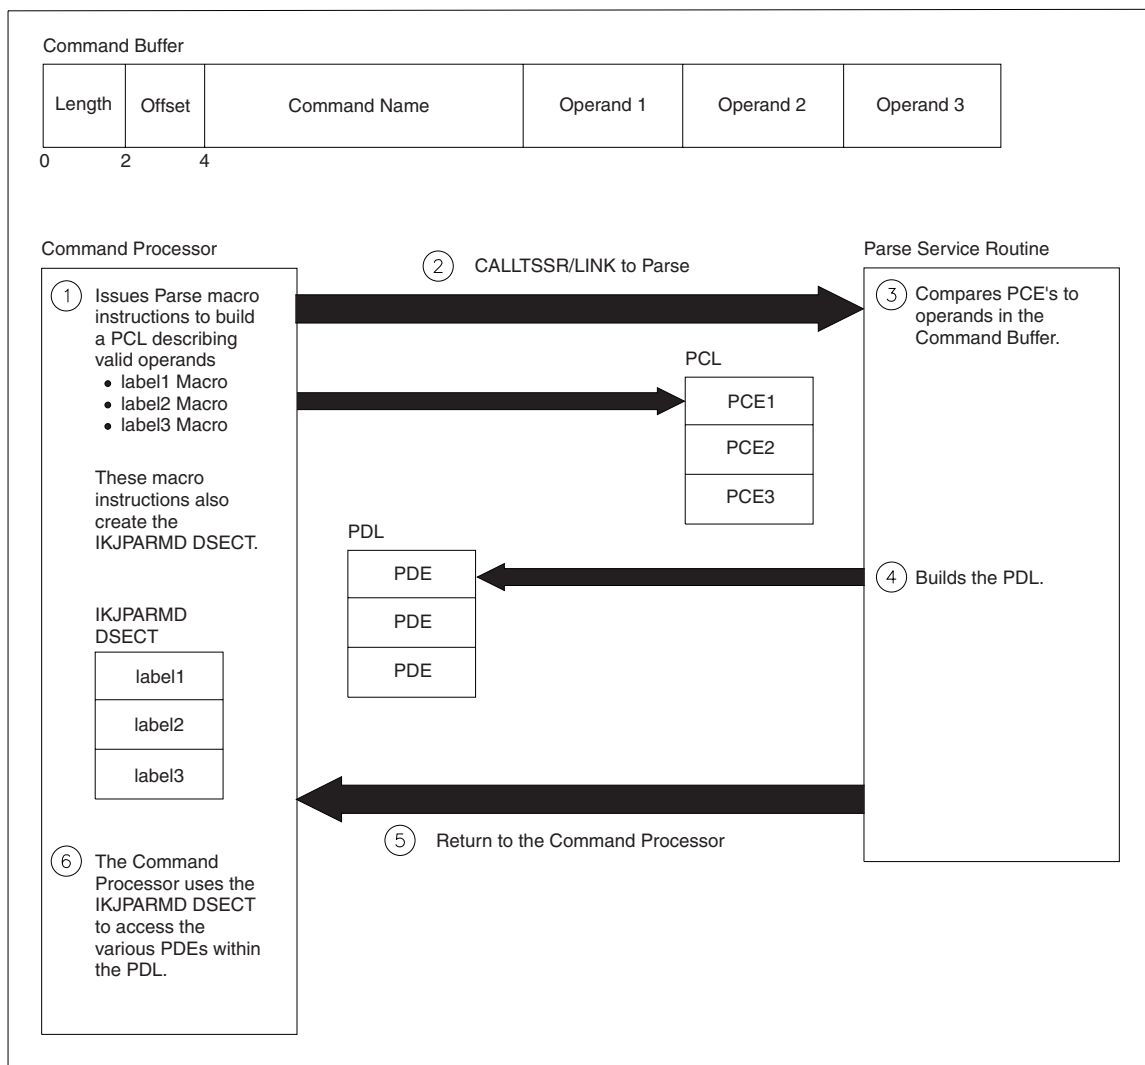 Command Buffer
Length
Offset
Command Name
Operand 1
Operand 2
Operand 3
0
2
4
Command Processor
Parse Service Routine
2 CALLTSSR/LINK to Parse
1 Issues Parse macro
instructions to build
a PCL describing
valid operands
• label1 Macro
• label2 Macro
• label3 Macro
3 Compares PCE's to
operands in the
Command Buffer.
PCL
PCE1
PCE2
PCE3
These macro
instructions also
create the
IKJPARMD DSECT.
PDL
PDE
PDE
PDE
4 Builds the PDL.
IKJPARMD
DSECT
label1
label2
label3
5 Return to the Command Processor
6 The Command
Processor uses the
IKJPARMD DSECT
to access the
various PDEs within
the PDL.